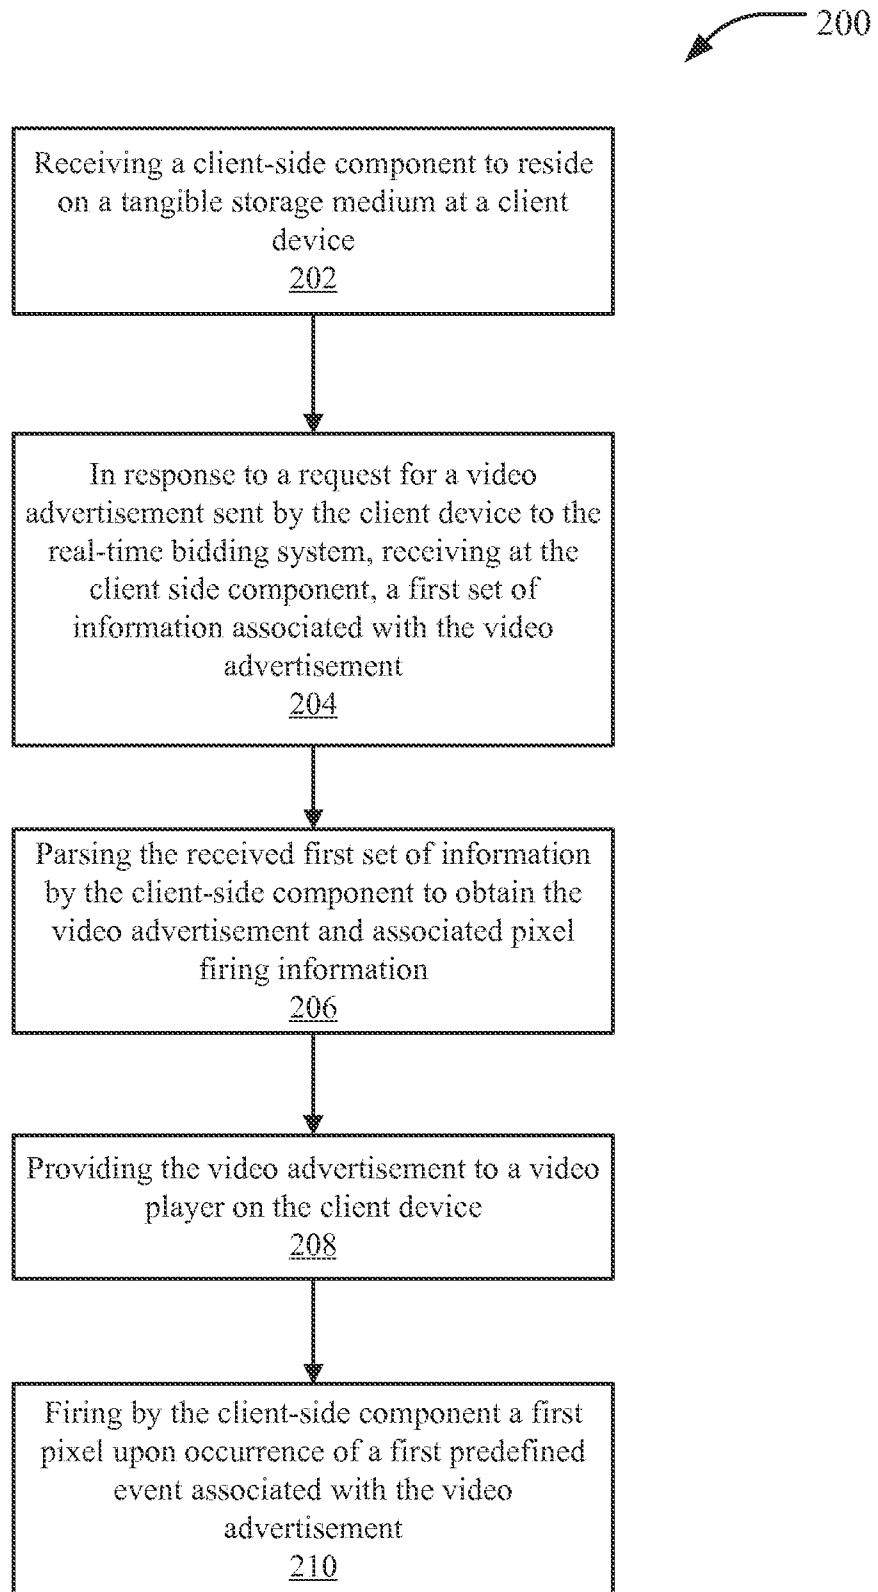 200
Receiving a client-side component to reside
on a tangible storage medium at a client
device
202
In response to a request for a video
advertisement sent by the client device to the
real-time bidding system, receiving at the
client side component, a first set of
information associated with the video
advertisement
204
Parsing the received first set of information
by the client-side component to obtain the
video advertisement and associated pixel
firing information
206
Providing the video advertisement to a video
player on the client device
208
Firing by the client-side component a first
pixel upon occurrence of a first predefined
event associated with the video
advertisement
210